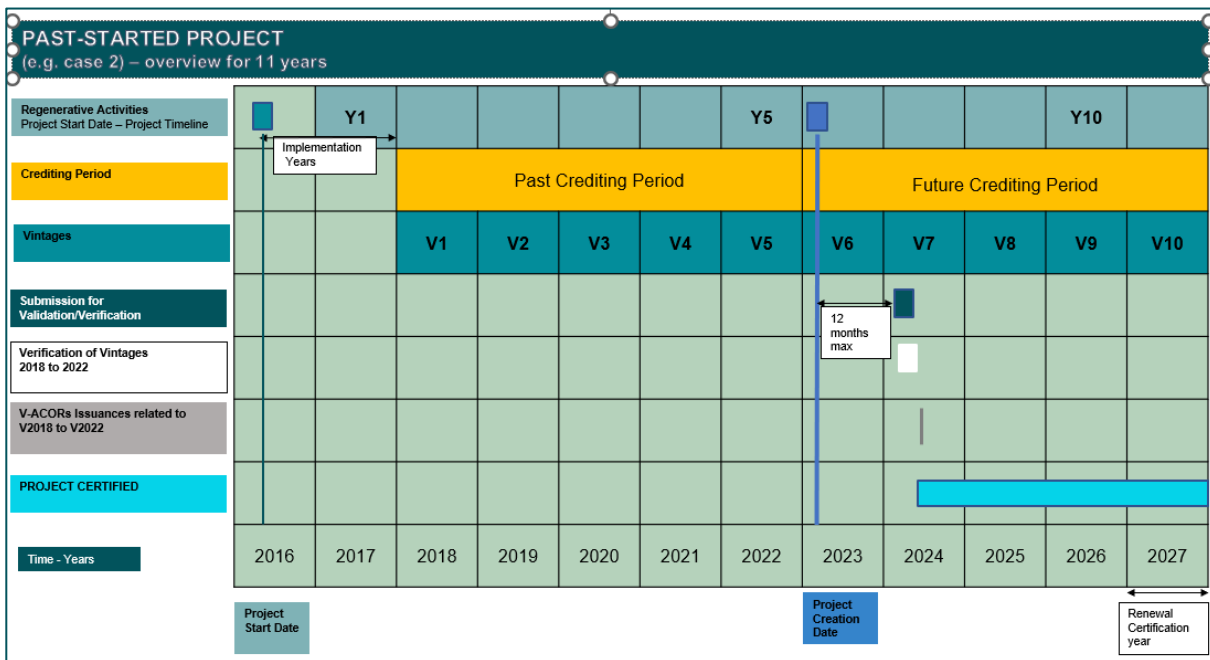 PAST-STARTED PROJECT
(e.g. case 2) – overview for 11 years
Regenerative Activities
Project Start Date – Project Timeline
Y1
Y5
Y10
Implementation
Years
Crediting Period
Past Crediting Period
Future Crediting Period
Vintages
V1
V2
V3
V4
V5
V6
V7
V8
V9
V10
Submission for
Validation/Verification
12
months
max
Verification of Vintages
2018 to 2022
V-ACORs Issuances related to
V2018 to V2022
PROJECT CERTIFIED
Time - Years
2016
2017
2018
2019
2020
2021
2022
2023
2024
2025
2026
2027
Project
Start Date
Project
Creation
Date
Renewal
Certification
year